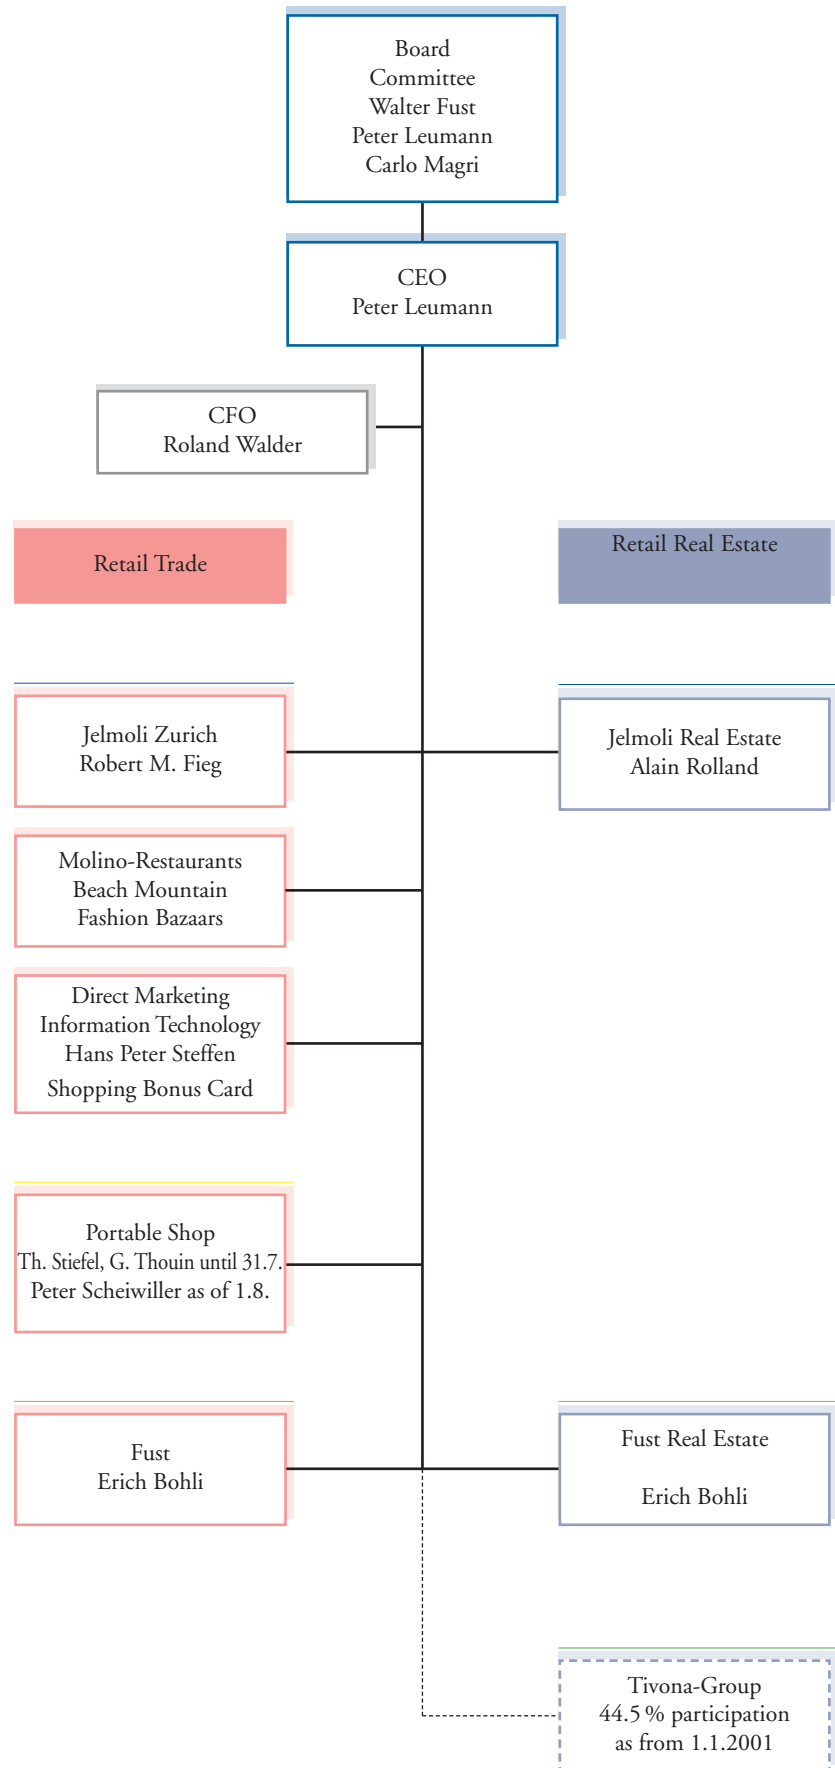 Board
Committee
Walter Fust
Peter Leumann
Carlo Magri
CEO
Peter Leumann
CFO
Roland Walder
Retail Trade
Retail Real Estate
Jelmoli Zurich
Robert M. Fieg
Jelmoli Real Estate
Alain Rolland
Molino-Restaurants
Beach Mountain
Fashion Bazaars
Direct Marketing
Information Technology
Hans Peter Steffen
Shopping Bonus Card
Portable Shop
Th. Stiefel, G. Thouin until 31.7.
Peter Scheiwiller as of 1.8.
Fust
Erich Bohli
Fust Real Estate
Erich Bohli
Tivona-Group
44.5 % participation
as from 1.1.2001